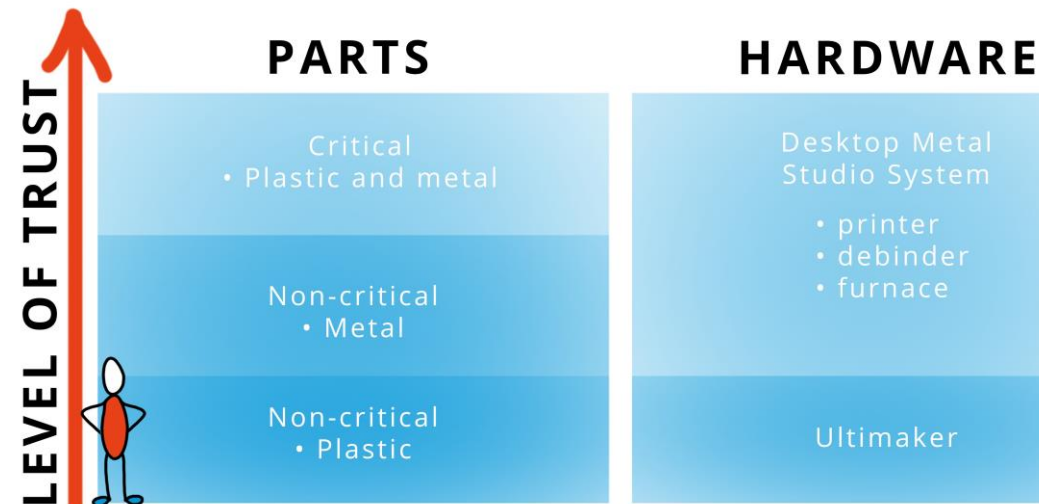 LEVEL OF TRUST
PARTS
Critical
• Plastic and metal
Non-critical
• Metal
Non-critical
• Plastic
HARDWARE
Desktop Metal
Studio System
• printer
• debinder
• furnace
Ultimaker